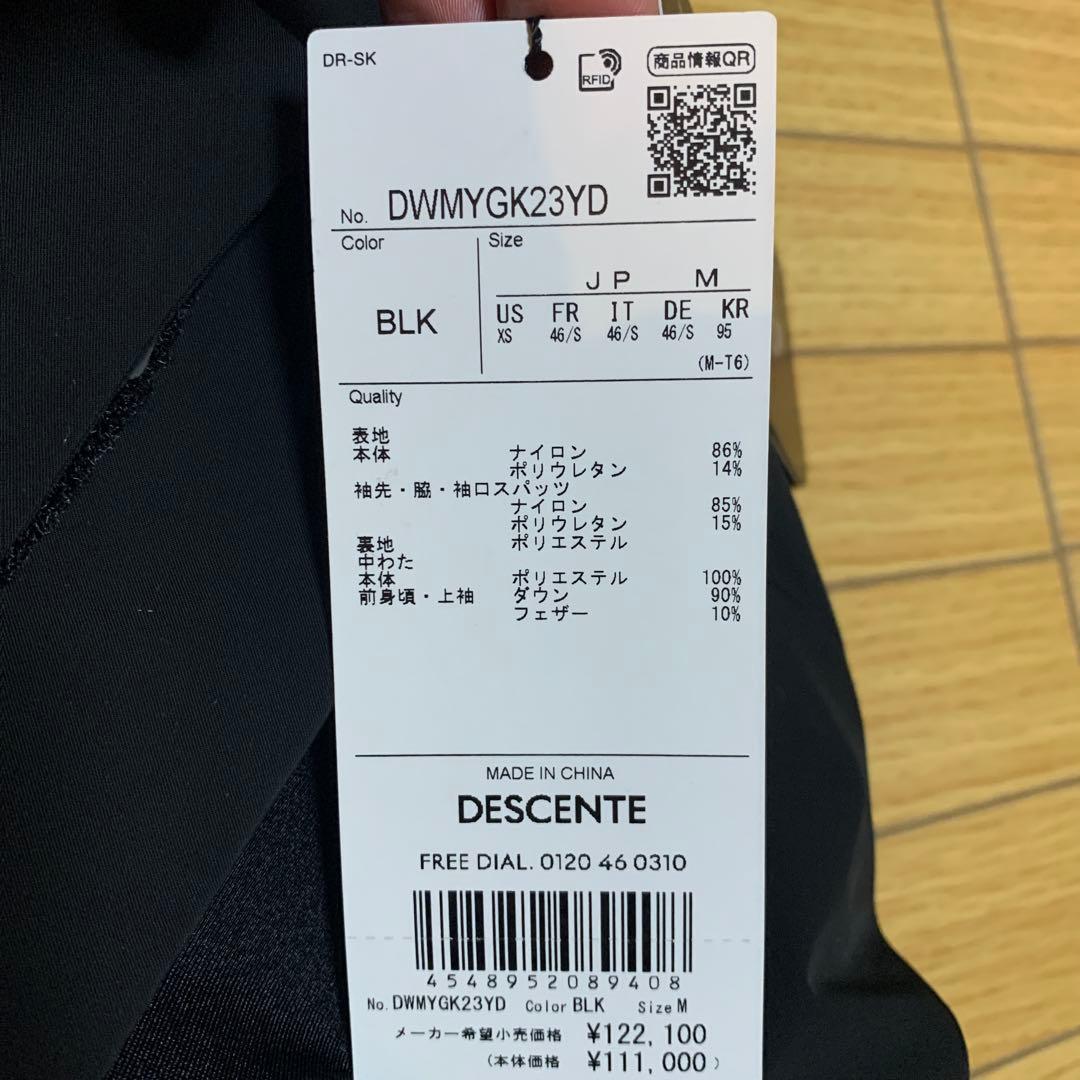 DR-SK
RFID
商品情報QR
No. DWMYGK23YD
Color
Size
BLK
JP M
US FR IT DE KR
XS 46/S 46/S 46/S 95
(M-T6)
Quality
表地
本体 ナイロン 86%
ポリウレタン 14%
袖先・脇・袖口スパッツ
ナイロン 85%
ポリウレタン 15%
裏地 ポリエステル
中わた
本体 ポリエステル 100%
前身頃・上袖 ダウン 90%
フェザー 10%
MADE IN CHINA
DESCENTE
FREE DIAL. 0120 46 0310
4548952089408
No. DWMYGK23YD Color BLK Size M
メーカー希望小売価格 ¥122,100
(本体価格 ¥111,000)